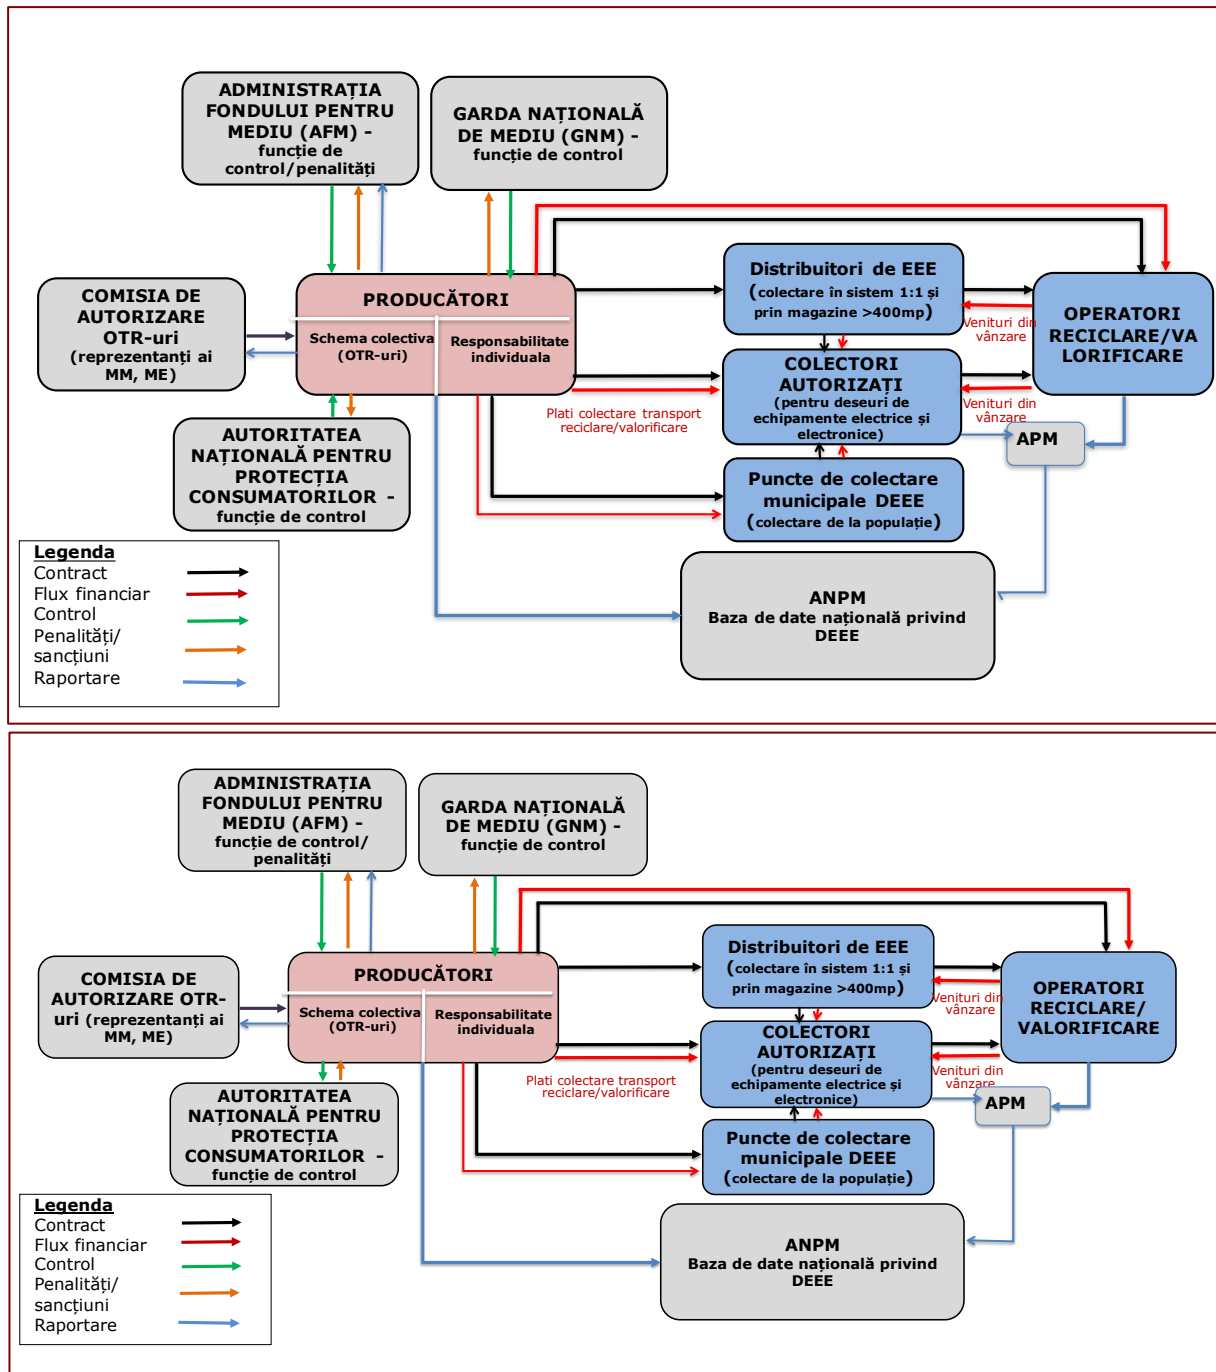 ADMINISTRAȚIA
FONDULUI PENTRU
MEDIU (AFM) -
funcție de
control/penalități
GARDA NAȚIONALĂ
DE MEDIU (GNM) -
funcție de control
COMISIA DE
AUTORIZARE
OTR-uri
(reprezentanți ai
MM, ME)
PRODUCĂTORI
Schema colectiva
(OTR-uri)
Responsabilitate
individuala
Distribuitori de EEE
(colectare în sistem 1:1 și
prin magazine >400mp)
OPERATORI
RECICLARE/VA
LORIFICARE
Venituri din
vânzare
COLECTORI
AUTORIZAȚI
(pentru deseuri de
echipamente electrice și
electronice)
Venituri din
vânzare
Plati colectare transport
reciclare/valorificare
APM
AUTORITATEA
NAȚIONALĂ PENTRU
PROTECȚIA
CONSUMATORILOR -
funcție de control
Puncte de colectare
municipale DEEE
(colectare de la populație)
ANPM
Baza de date națională privind
DEEE
Legenda
Contract
Flux financiar
Control
Penalități/
sancțiuni
Raportare
ADMINISTRAȚIA
FONDULUI PENTRU
MEDIU (AFM) -
funcție de control/
penalități
GARDA NAȚIONALĂ
DE MEDIU (GNM) -
funcție de control
COMISIA DE
AUTORIZARE OTR-
uri (reprezentanți ai
MM, ME)
PRODUCĂTORI
Schema colectiva
(OTR-uri)
Responsabilitate
individuala
Distribuitori de EEE
(colectare în sistem 1:1 și
prin magazine >400mp)
OPERATORI
RECICLARE/
VALORIFICARE
Venituri din
vânzare
COLECTORI
AUTORIZAȚI
(pentru deseuri de
echipamente electrice și
electronice)
Venituri din
vânzare
Plati colectare transport
reciclare/valorificare
APM
AUTORITATEA
NAȚIONALĂ PENTRU
PROTECȚIA
CONSUMATORILOR -
funcție de control
Puncte de colectare
municipale DEEE
(colectare de la populație)
ANPM
Baza de date națională privind
DEEE
Legenda
Contract
Flux financiar
Control
Penalități/
sancțiuni
Raportare